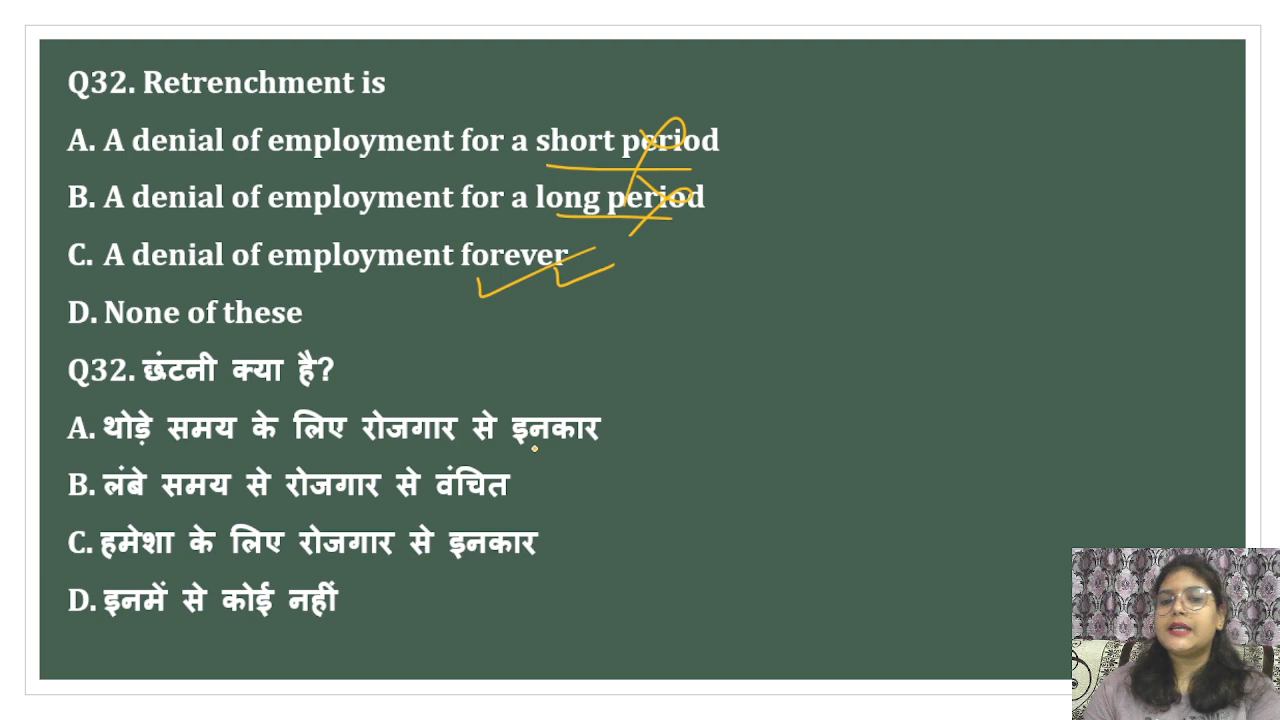 Q32. Retrenchment is
A. A denial of employment for a short period
B. A denial of employment for a long period
C. A denial of employment forever
D. None of these
Q32. छंटनी क्या है?
A. थोड़े समय के लिए रोजगार से इनकार
B. लंबे समय से रोजगार से वंचित
C. हमेशा के लिए रोजगार से इनकार
D. इनमें से कोई नहीं